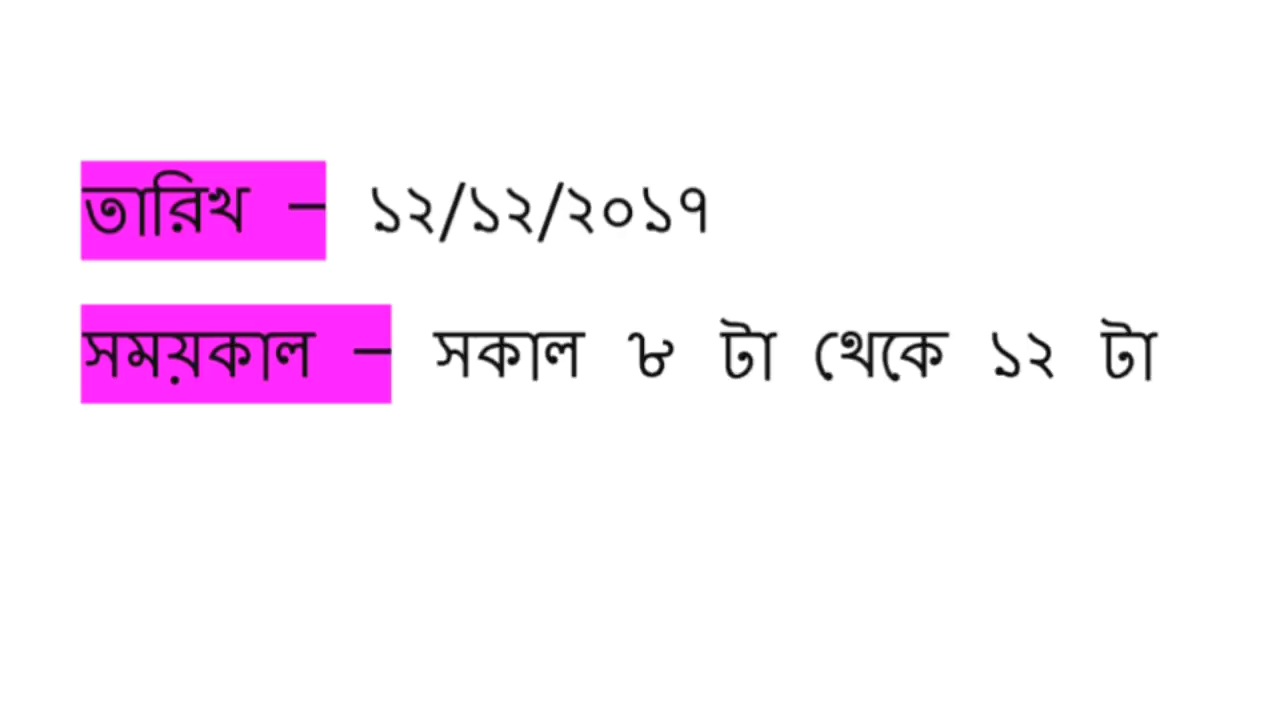 তারিখ – ১২/১২/২০১৭
সময়কাল – সকাল ৮ টা থেকে ১২ টা